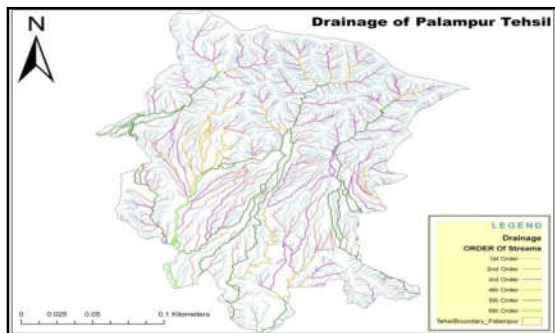 Drainage of Palampur Tehsil
N
LEGEND
Drainage
ORDER Of Streams
1st Order
2nd Order
3rd Order
4th Order
5th Order
6th Order
TehsilBoundary_Palampur
0 0.025 0.05 0.1 Kilometers